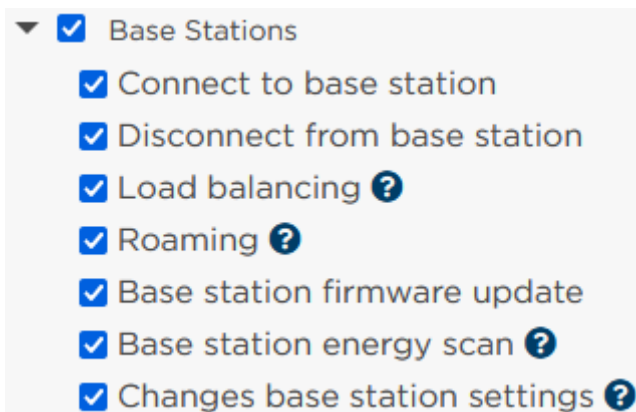 Base Stations
Connect to base station
Disconnect from base station
Load balancing ?
Roaming ?
Base station firmware update
Base station energy scan ?
Changes base station settings ?